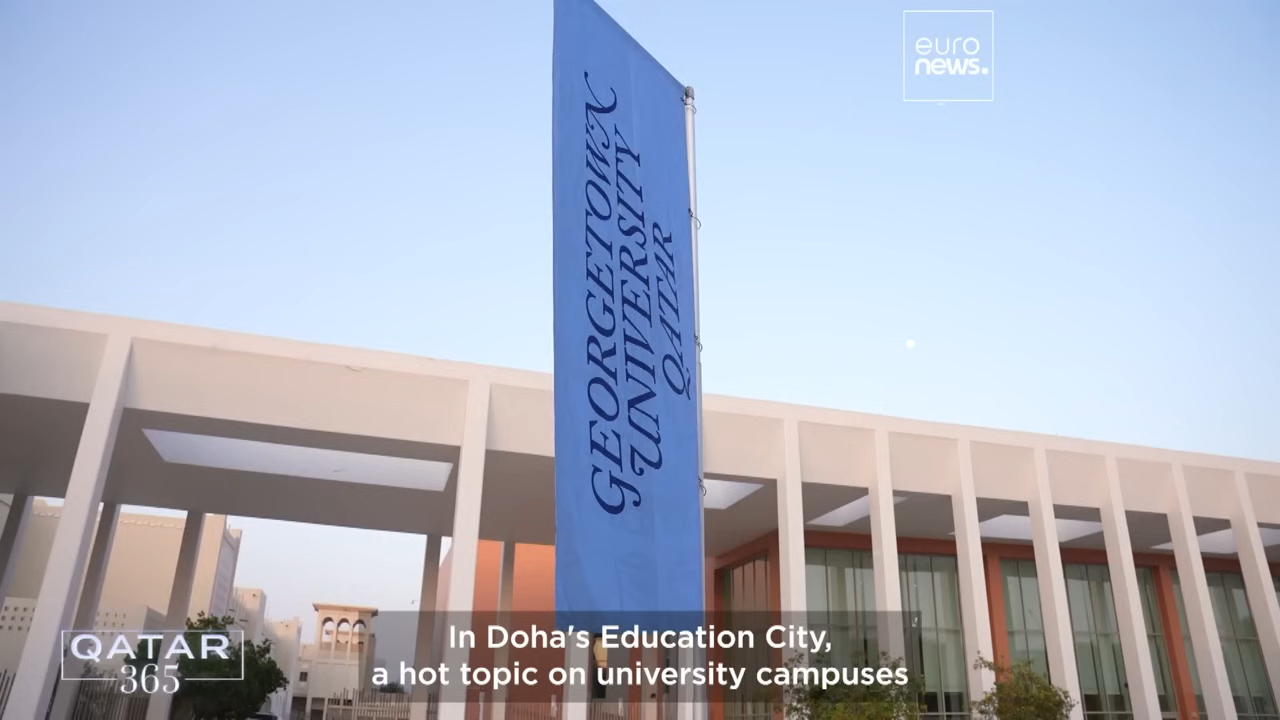 euro
news.
GEORGETOWN
UNIVERSITY
QATAR
In Doha's Education City,
a hot topic on university campuses
QATAR
365